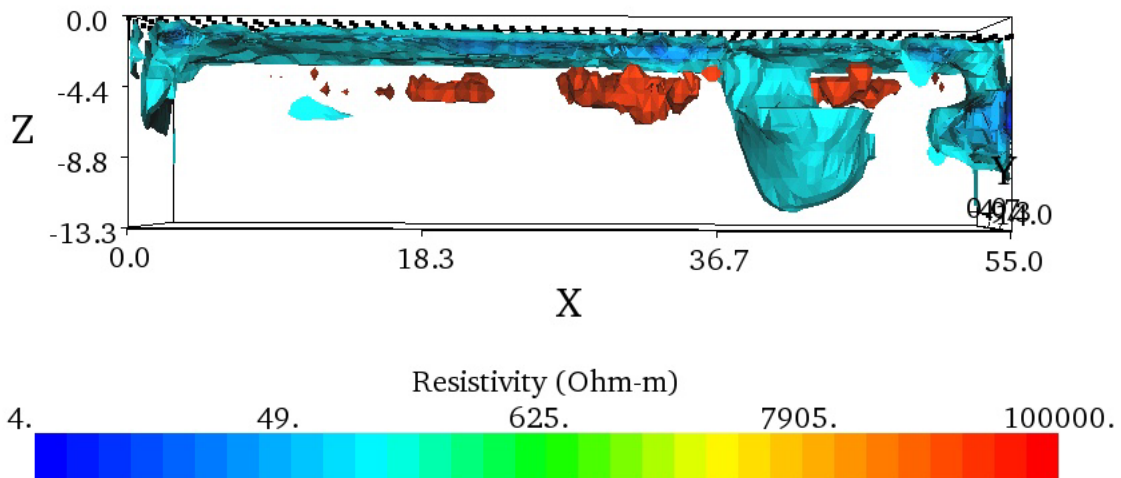 0.0
-4.4
Z
-8.8
Y
-13.3
0.0 18.3 36.7 55.0
X
Resistivity (Ohm-m)
4. 49. 625. 7905. 100000.